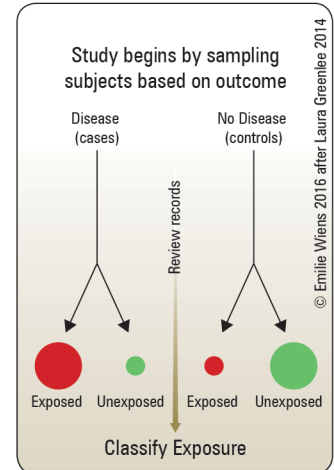 Study begins by sampling
subjects based on outcome
Disease
(cases)
No Disease
(controls)
Review records
Exposed
Unexposed
Exposed
Unexposed
Classify Exposure
© Emilie Wiens 2016 after Laura Greenlee 2014